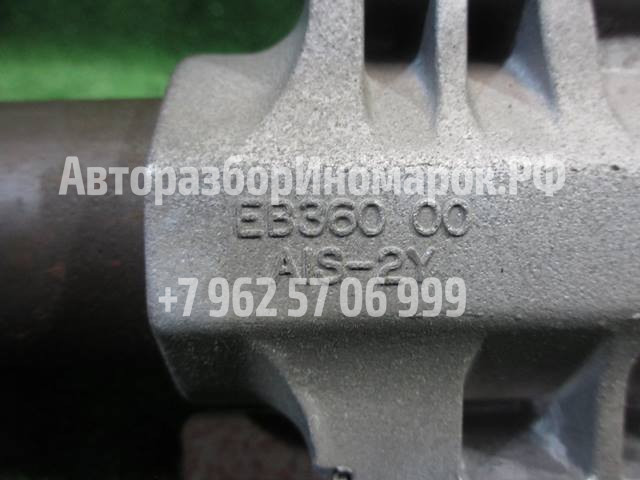 АвторазборИномарок.РФ
EB360 00
AIS-2Y
+7 962 57 06 999